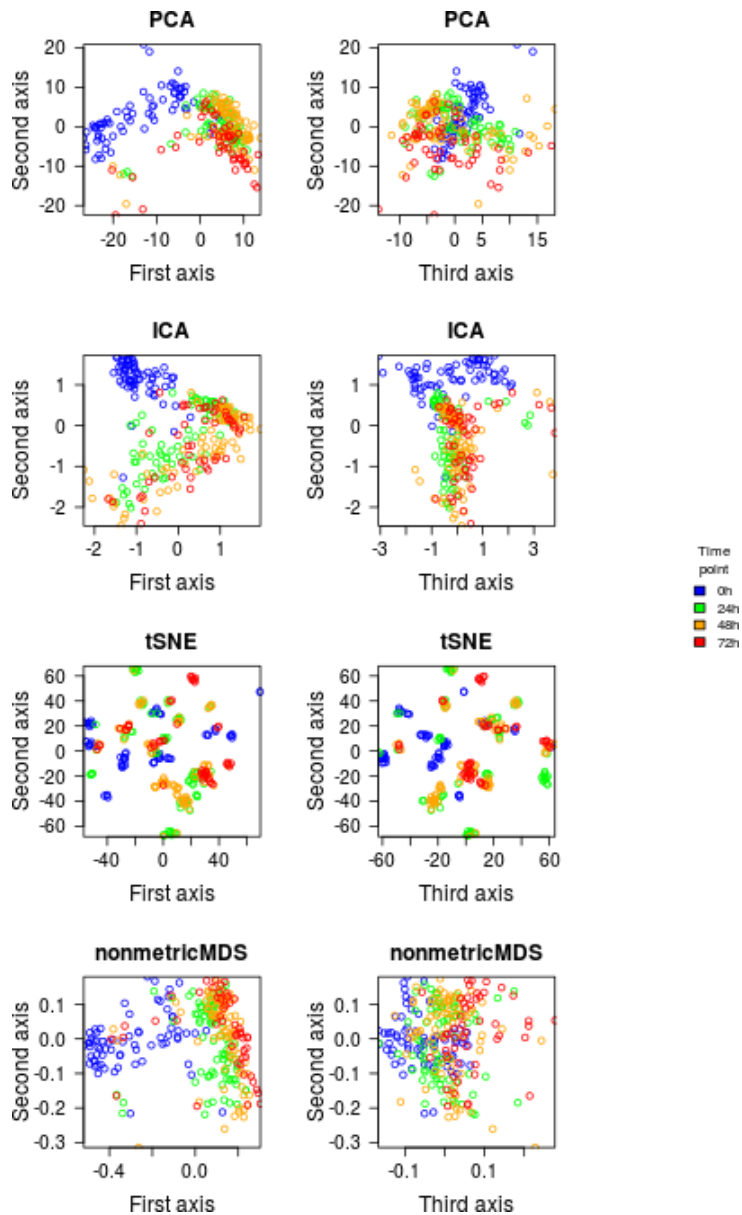 PCA
PCA
20
10
0
-10
-20
Second axis
-20
-10
0
10
First axis
20
10
0
-10
-20
Second axis
-10
0
5
15
Third axis
ICA
ICA
1
0
-1
-2
Second axis
-2
-1
0
1
First axis
1
0
-1
-2
Second axis
-3
-1
1
3
Third axis
Time
point
0h
24h
48h
72h
tSNE
tSNE
60
40
20
0
-20
-40
-60
Second axis
-40
0
40
First axis
60
40
20
0
-20
-40
-60
Second axis
-60
-20
20
60
Third axis
nonmetricMDS
nonmetricMDS
0.1
0.0
-0.1
-0.2
-0.3
Second axis
-0.4
0.0
First axis
0.1
0.0
-0.1
-0.2
-0.3
Second axis
-0.1
0.1
Third axis